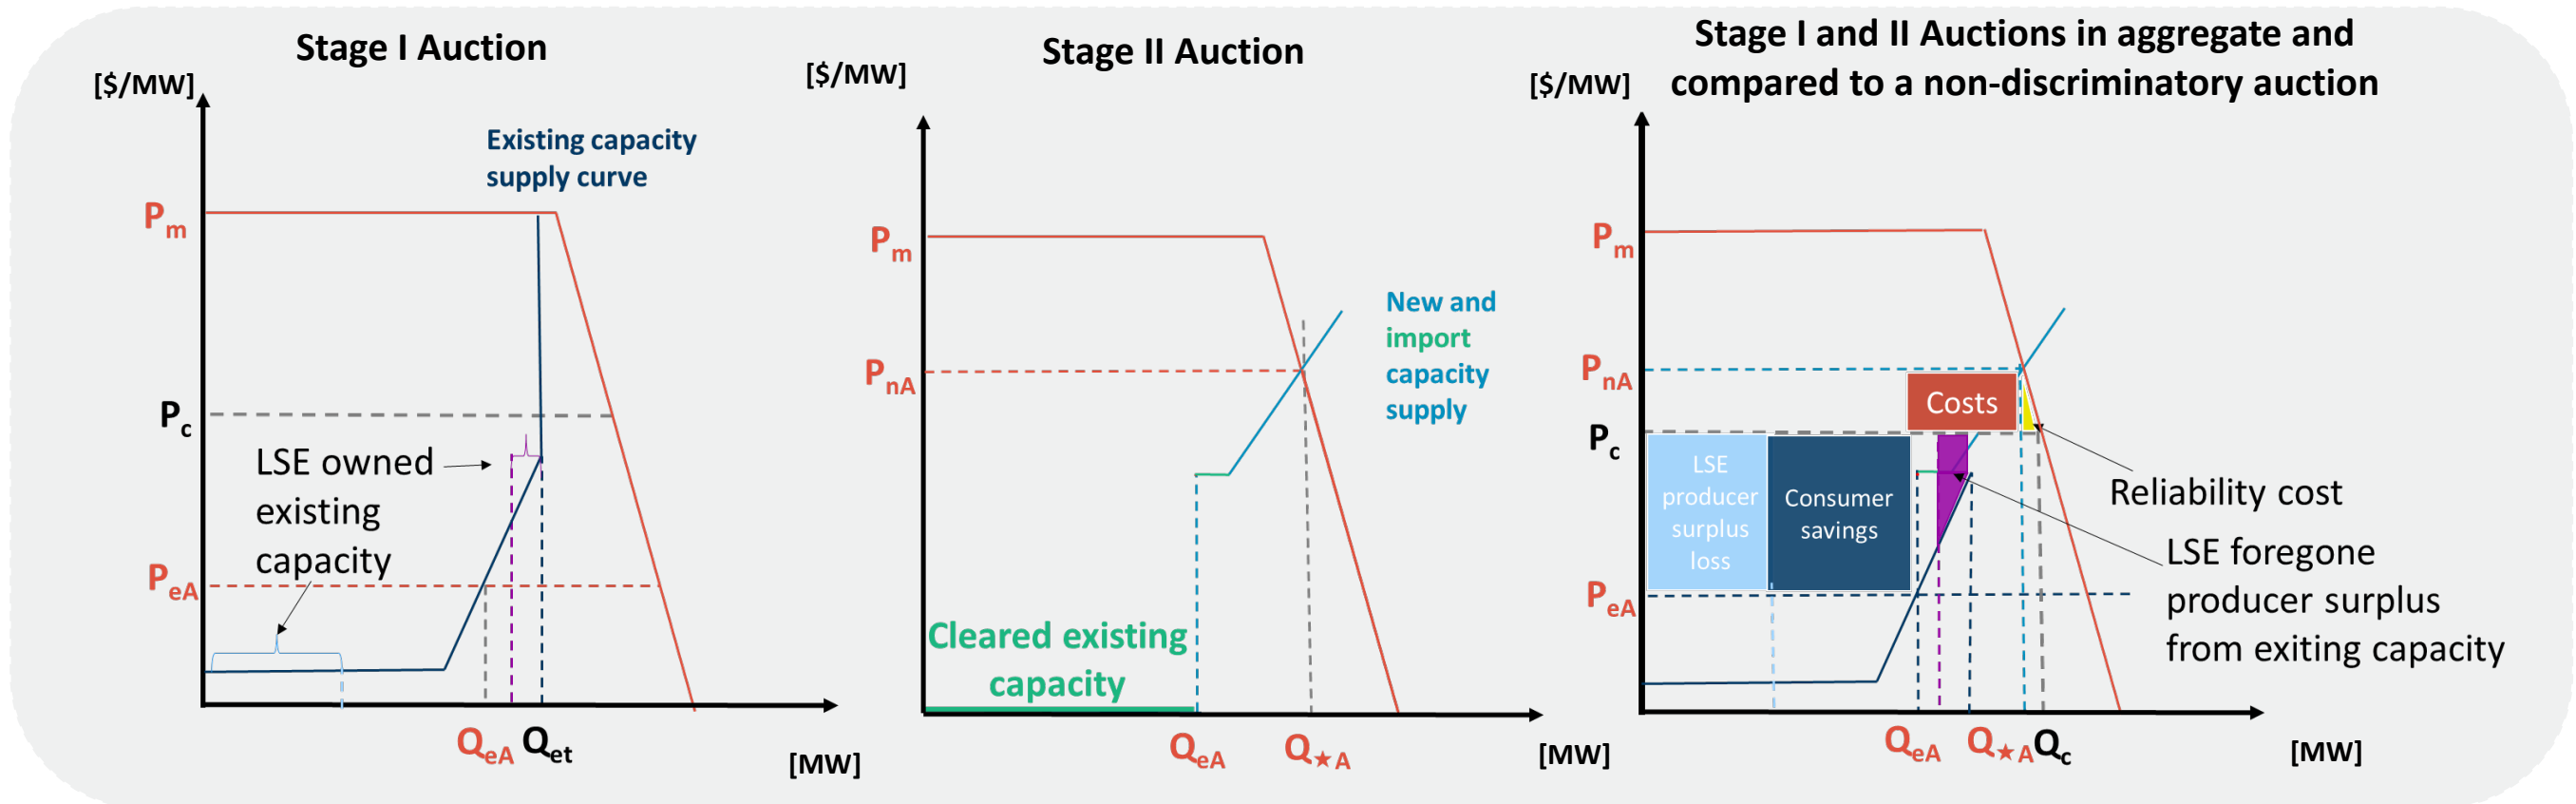 Stage I Auction
[$/MW]
Existing capacity
supply curve
Pm
Pc
LSE owned
existing
capacity
PeA
QeA
Qet
[MW]
Stage II Auction
[$/MW]
Pm
PnA
New and
import
capacity
supply
Cleared existing
capacity
QeA
Q★A
[MW]
Stage I and II Auctions in aggregate and
compared to a non-discriminatory auction
[$/MW]
Pm
PnA
Costs
Pc
LSE
producer
surplus
loss
Consumer
savings
Reliability cost
LSE foregone
producer surplus
from exiting capacity
PeA
QeA
Q★A
Qc
[MW]